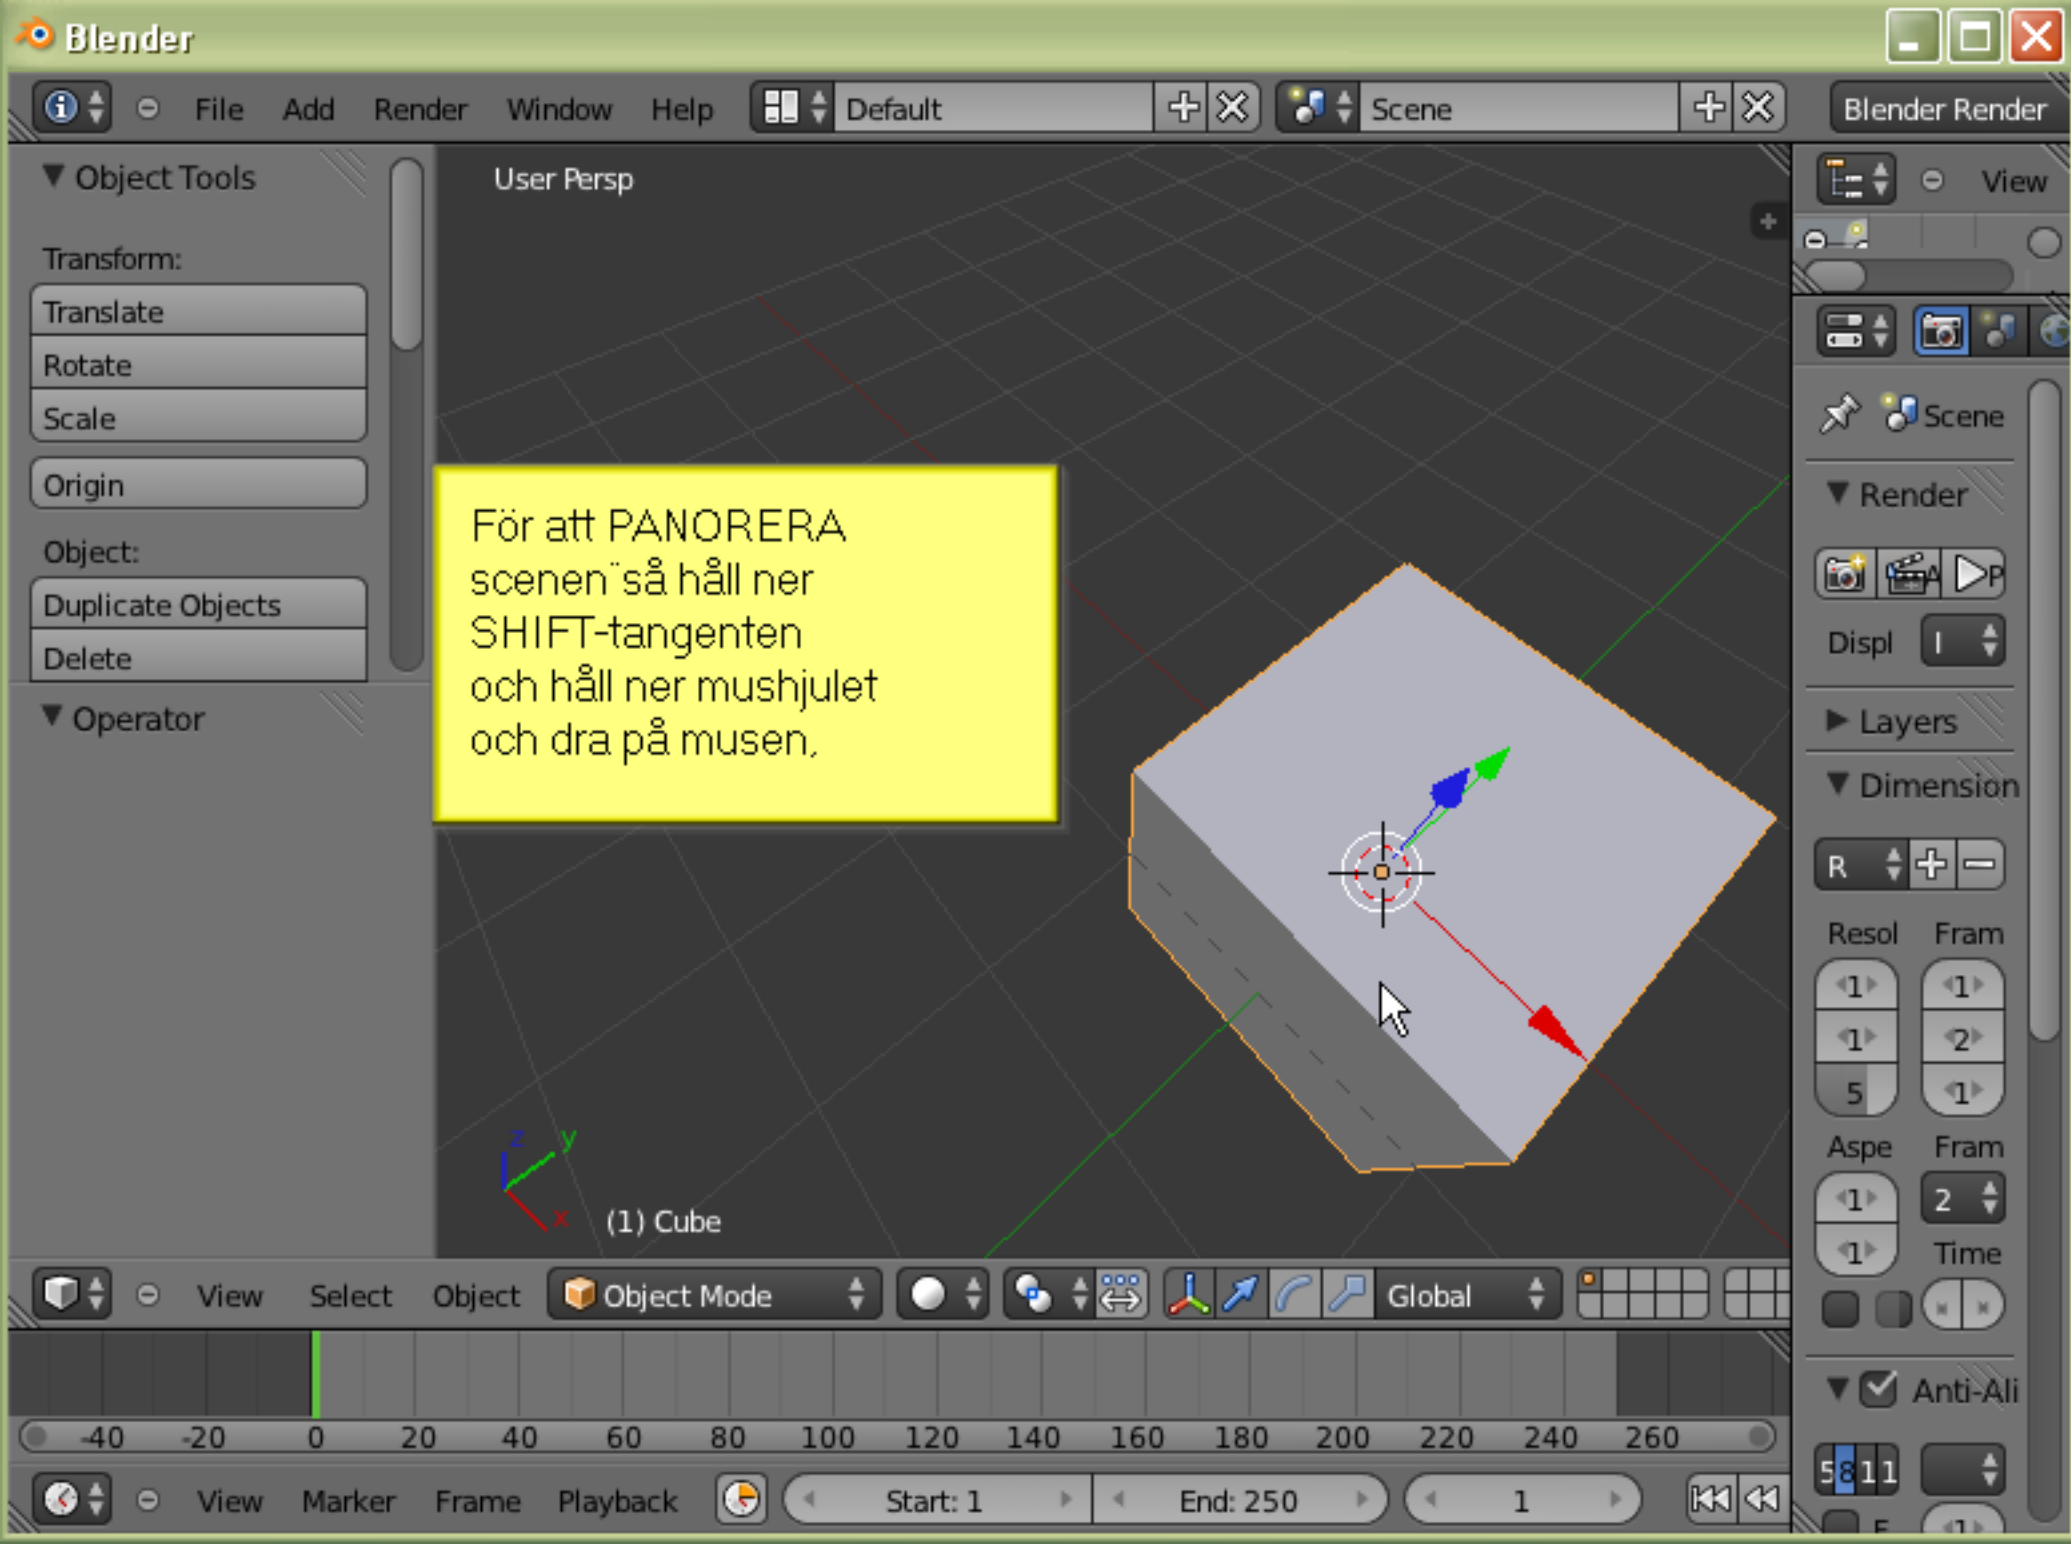 Blender
File Add Render Window Help Default Scene Blender Render
Object Tools
Transform:
Translate
Rotate
Scale
Origin
Object:
Duplicate Objects
Delete
Operator
User Persp
För att PANORERA
scenen¨så håll ner
SHIFT-tangenten
och håll ner mushjulet
och dra på musen,
z y
x
(1) Cube
View
Scene
Render
A P
Displ I
Layers
Dimension
R
Resol Fram
1 1
1 2
5 1
Aspe Fram
1 2
1 Time
Anti-Ali
5 8 1 1
View Select Object Object Mode Global
-40 -20 0 20 40 60 80 100 120 140 160 180 200 220 240 260
View Marker Frame Playback Start: 1 End: 250 1